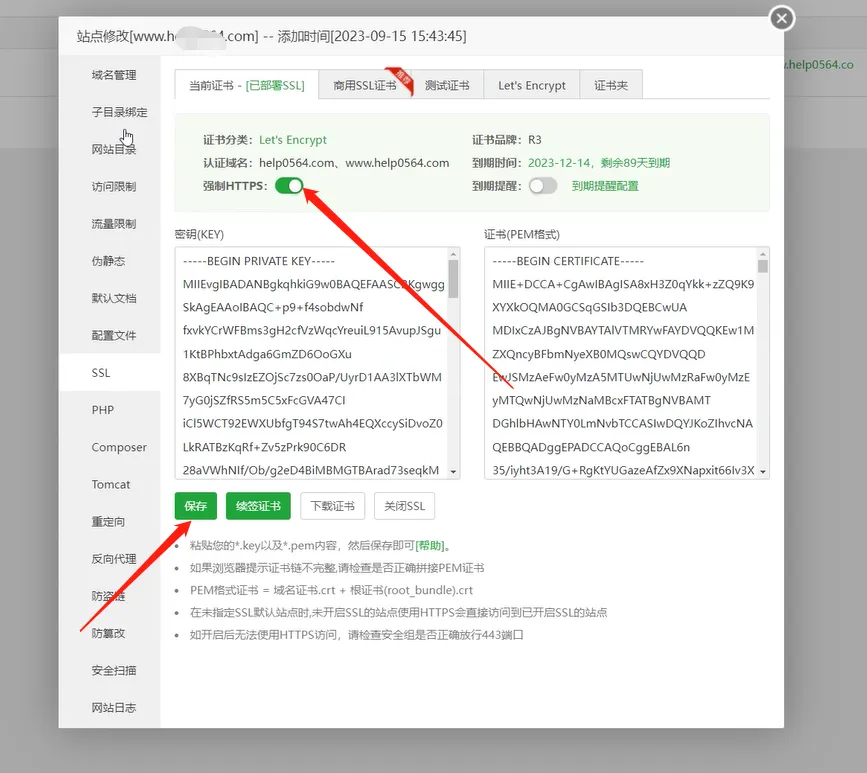 站点修改[www.h 564.com] -- 添加时间[2023-09-15 15:43:45]
.help0564.co
域名管理
子目录绑定
网站目录
访问限制
流量限制
伪静态
默认文档
配置文件
SSL
PHP
Composer
Tomcat
重定向
反向代理
防盗链
防篡改
安全扫描
网站日志
当前证书 - [已部署SSL]
商用SSL证书
推荐
测试证书
Let's Encrypt
证书夹
证书分类： Let's Encrypt
证书品牌： R3
认证域名： help0564.com、www.help0564.com
到期时间： 2023-12-14，剩余89天到期
强制HTTPS：
到期提醒： 到期提醒配置
密钥(KEY)
-----BEGIN PRIVATE KEY-----
MIIEvgIBADANBgkqhkiG9w0BAQEFAASC KgwggSkAgEAAoIBAQC+p9+f4sobdwNf
fxvkYCrWFBms3gH2cfVzWqcYreuiL915AvupJSgu
1KtBPhbxtAdga6GmZD6OoGXu
8XBqTNc9sIzEZOjSc7zs0OaP/UyrD1AA3lXTbWM
7yG0jSZfRS5m5C5xFcGVA47CI
iCl5WCT92EWXUbfgT94S7twAh4EQXccySiDvoZ0
LkRATBzKqRf+Zv5zPrk90C6DR
28aVWhNIf/Ob/g2eD4BiMBMGTBArad73seqkM
证书(PEM格式)
-----BEGIN CERTIFICATE-----
MIIE+DCCA+CgAwIBAgISA8xH3Z0qYkk+zZQ9K9
XYXkOQMA0GCSqGSIb3DQEBCwUA
MDIxCzAJBgNVBAYTAlVTMRYwFAYDVQQKEw1M
ZXQncyBFbmNyeXB0MQswCQYDVQQD
EwJSMzAeFw0yMzA5MTUwNjUwMzRaFw0yMzE
yMTQwNjUwMzNaMBcxFTATBgNVBAMT
DGhlbHAwNTY0LmNvbTCCASIwDQYJKoZIhvcNA
QEBBQADggEPADCCAQoCggEBAL6n
35/iyht3A19/G+RgKtYUGazeAfZx9XNapxit66Iv3X
保存
续签证书
下载证书
关闭SSL
粘贴您的*.key以及*.pem内容，然后保存即可[帮助]。
如果浏览器提示证书链不完整,请检查是否正确拼接PEM证书
PEM格式证书 = 域名证书.crt + 根证书(root_bundle).crt
在未指定SSL默认站点时,未开启SSL的站点使用HTTPS会直接访问到已开启SSL的站点
如开启后无法使用HTTPS访问，请检查安全组是否正确放行443端口